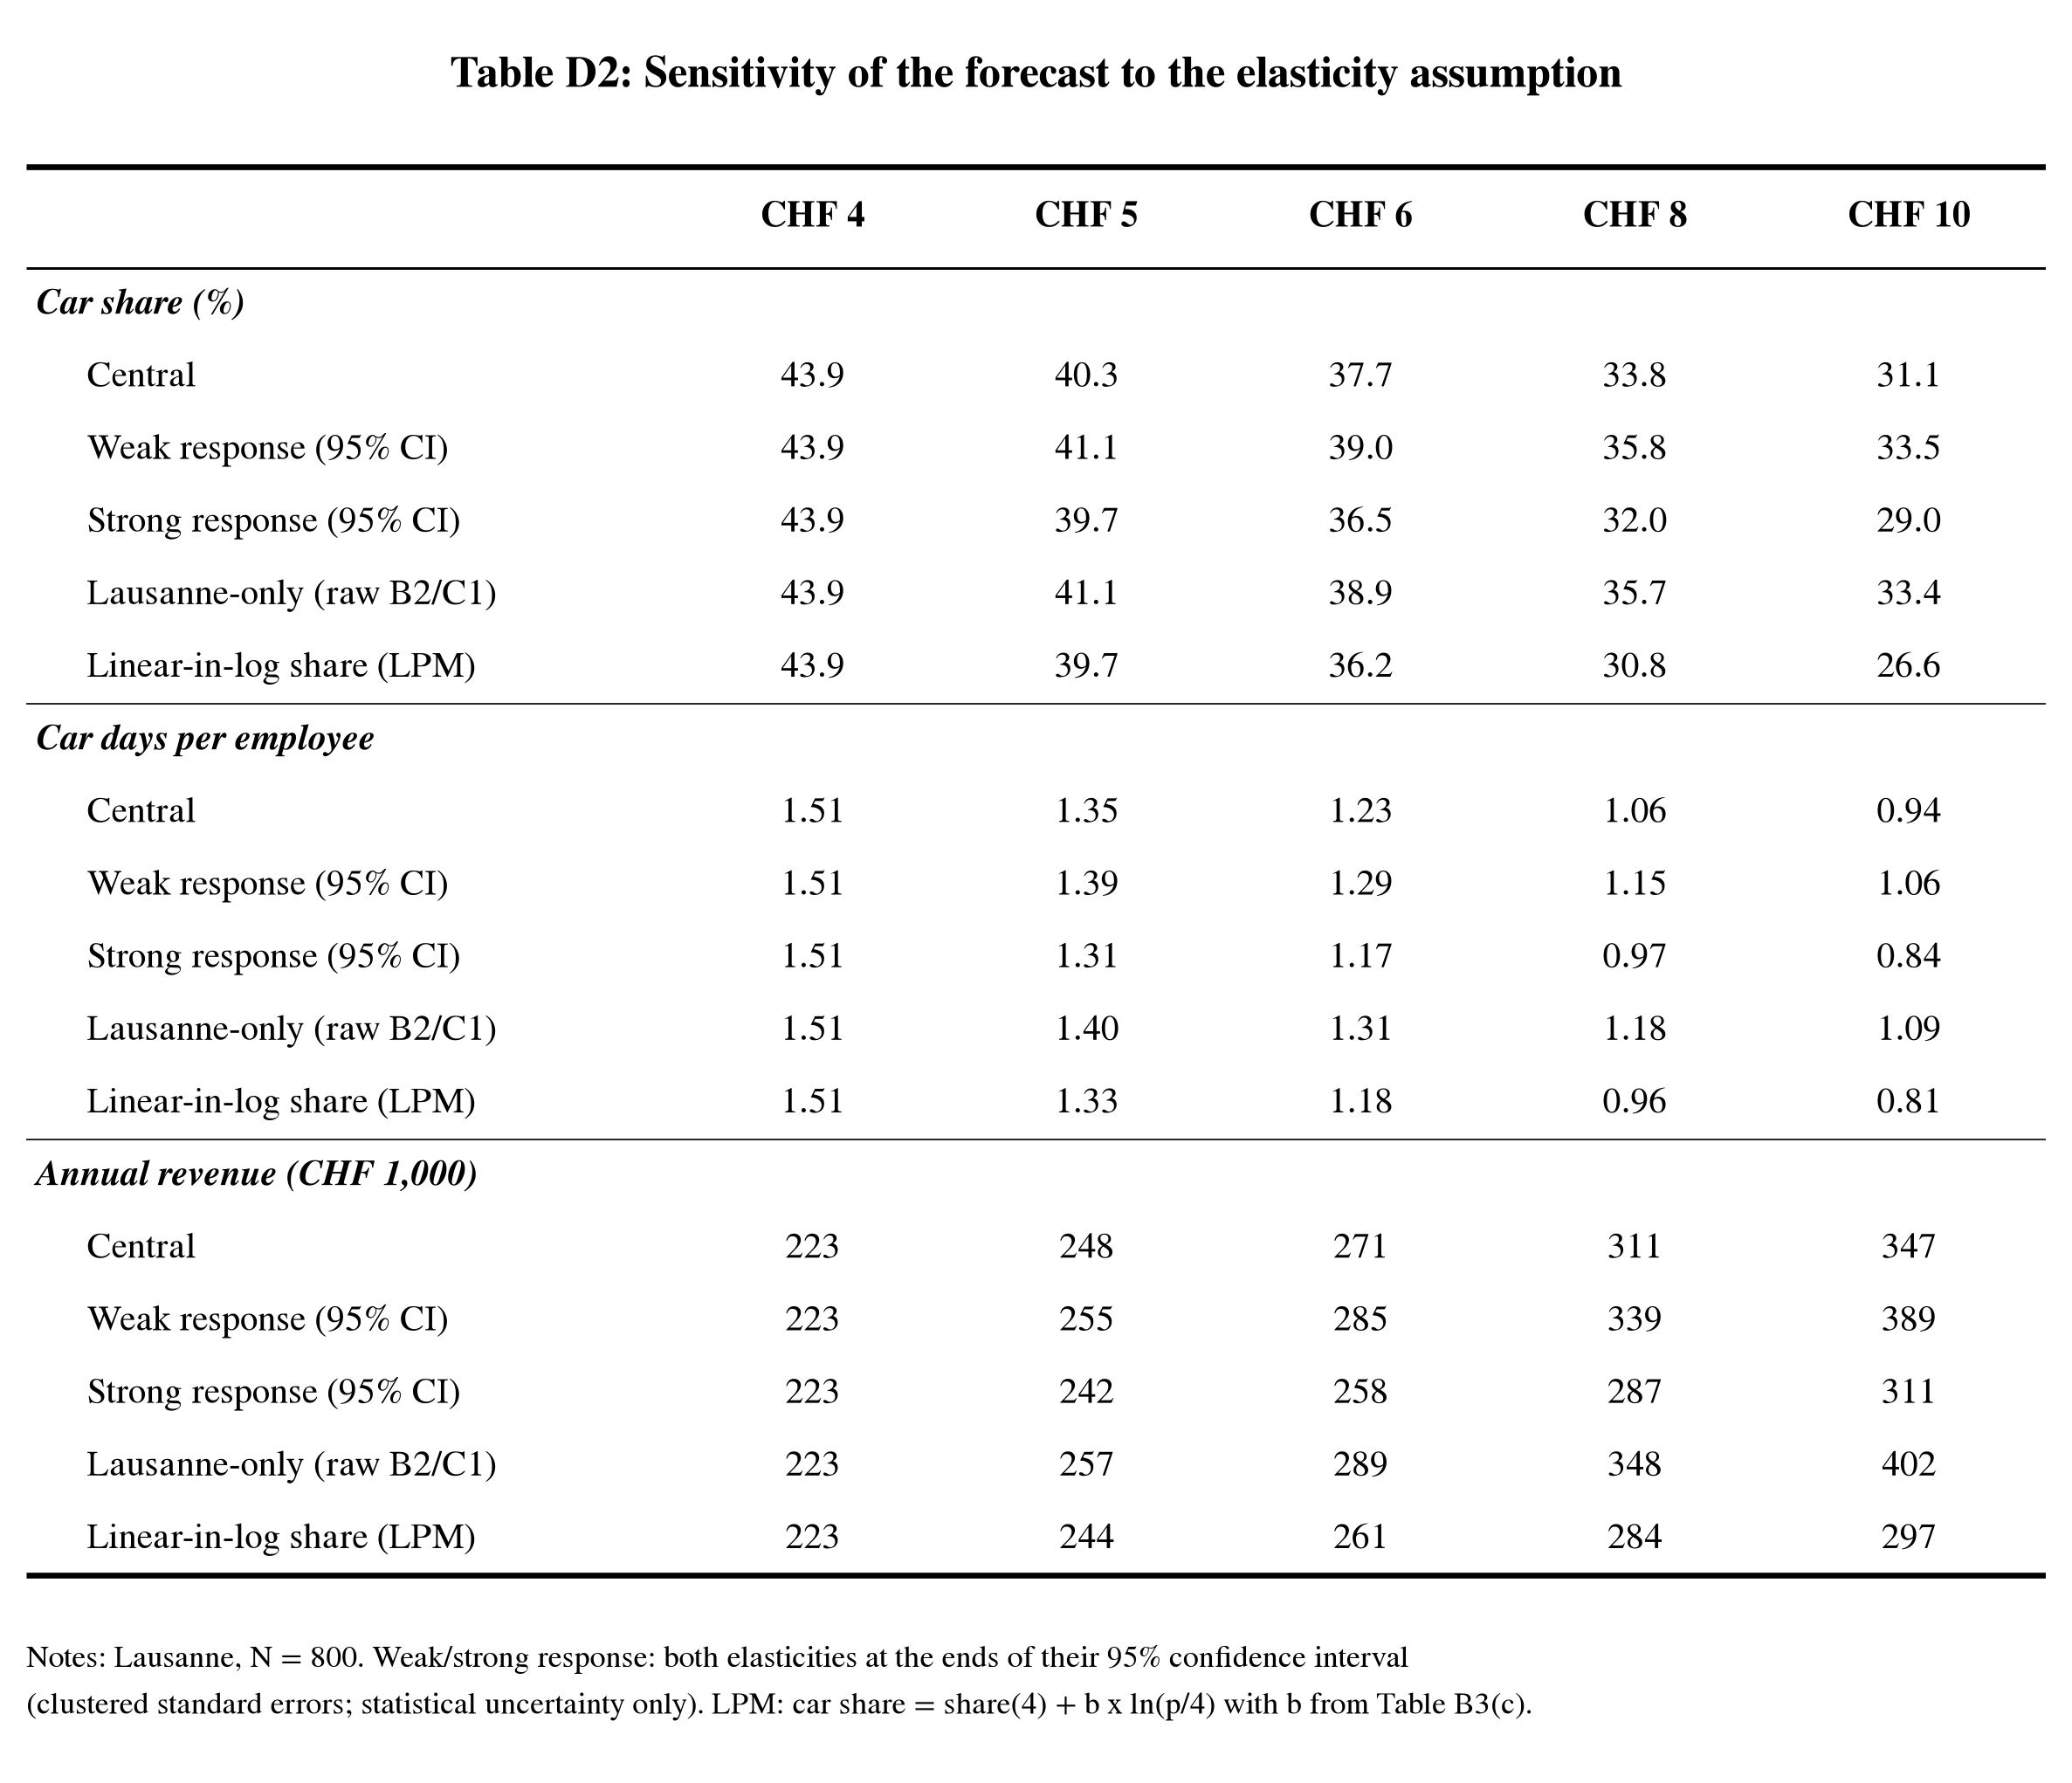 Table D2: Sensitivity of the forecast to the elasticity assumption
CHF 4 CHF 5 CHF 6 CHF 8 CHF 10
Car share (%)
Central 43.9 40.3 37.7 33.8 31.1
Weak response (95% CI) 43.9 41.1 39.0 35.8 33.5
Strong response (95% CI) 43.9 39.7 36.5 32.0 29.0
Lausanne-only (raw B2/C1) 43.9 41.1 38.9 35.7 33.4
Linear-in-log share (LPM) 43.9 39.7 36.2 30.8 26.6
Car days per employee
Central 1.51 1.35 1.23 1.06 0.94
Weak response (95% CI) 1.51 1.39 1.29 1.15 1.06
Strong response (95% CI) 1.51 1.31 1.17 0.97 0.84
Lausanne-only (raw B2/C1) 1.51 1.40 1.31 1.18 1.09
Linear-in-log share (LPM) 1.51 1.33 1.18 0.96 0.81
Annual revenue (CHF 1,000)
Central 223 248 271 311 347
Weak response (95% CI) 223 255 285 339 389
Strong response (95% CI) 223 242 258 287 311
Lausanne-only (raw B2/C1) 223 257 289 348 402
Linear-in-log share (LPM) 223 244 261 284 297
Notes: Lausanne, N = 800. Weak/strong response: both elasticities at the ends of their 95% confidence interval
(clustered standard errors; statistical uncertainty only). LPM: car share = share(4) + b x ln(p/4) with b from Table B3(c).